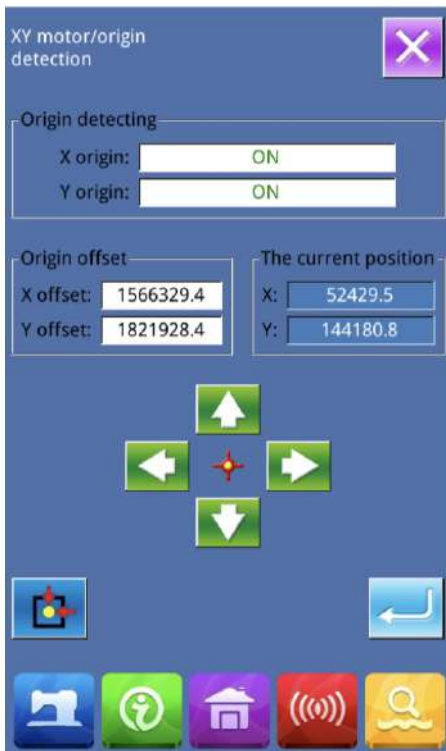 XY motor/origin
detection
Origin detecting
X origin: ON
Y origin: ON
Origin offset
X offset: 1566329.4
Y offset: 1821928.4
The current position
X: 52429.5
Y: 144180.8